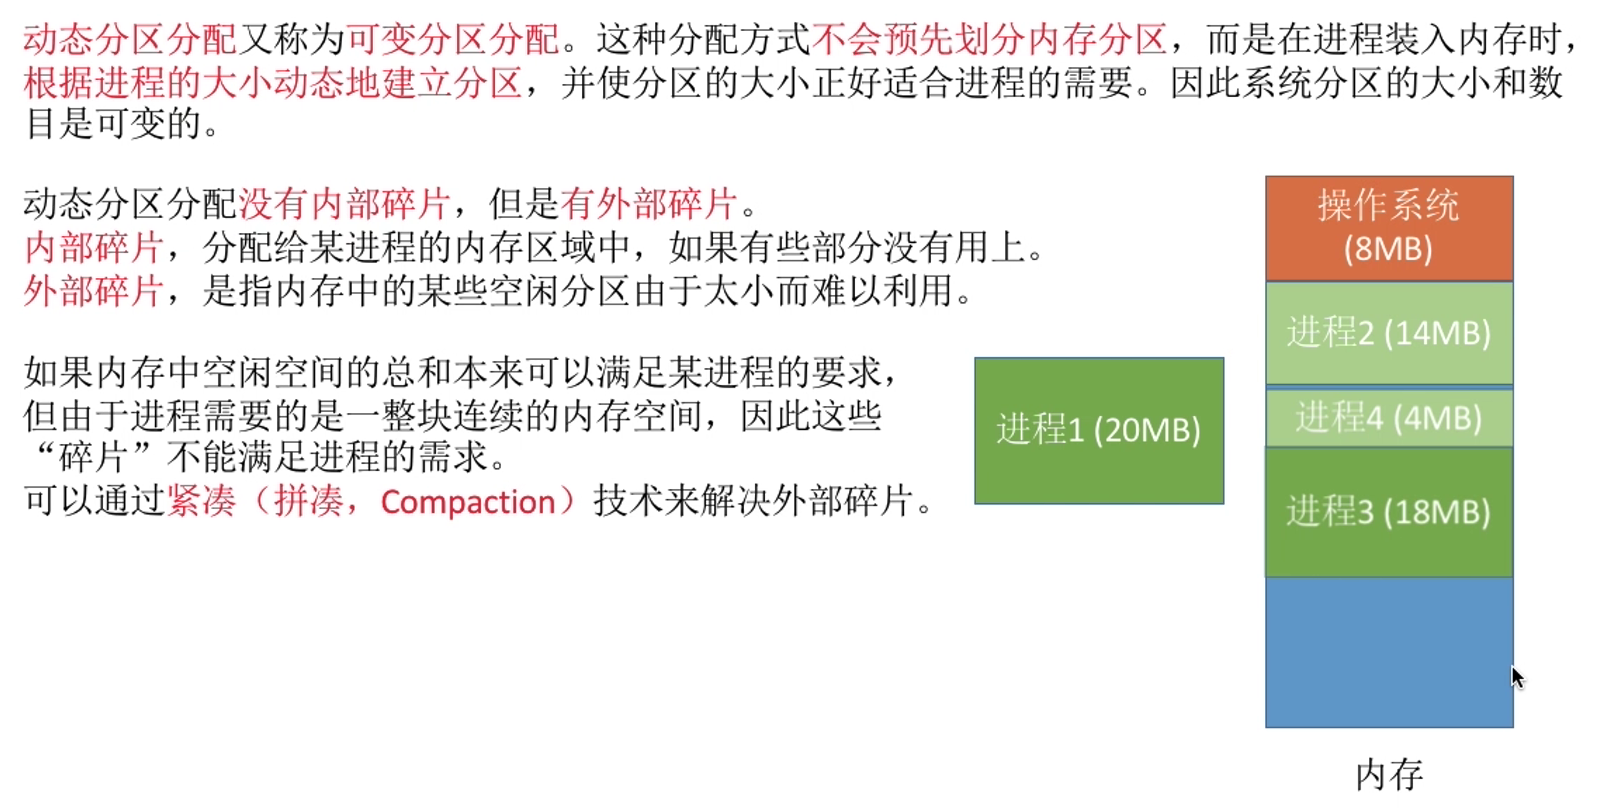 动态分区分配又称为可变分区分配。这种分配方式不会预先划分内存分区，而是在进程装入内存时，
根据进程的大小动态地建立分区，并使分区的大小正好适合进程的需要。因此系统分区的大小和数
目是可变的。
动态分区分配没有内部碎片，但是有外部碎片。
内部碎片，分配给某进程的内存区域中，如果有些部分没有用上。
外部碎片，是指内存中的某些空闲分区由于太小而难以利用。
如果内存中空闲空间的总和本来可以满足某进程的要求，
但由于进程需要的是一整块连续的内存空间，因此这些
“碎片”不能满足进程的需求。
可以通过紧凑（拼凑，Compaction）技术来解决外部碎片。
进程1 (20MB)
操作系统
(8MB)
进程2 (14MB)
进程4 (4MB)
进程3 (18MB)
内存